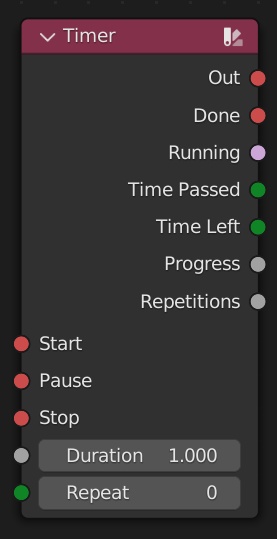 Timer
Out
Done
Running
Time Passed
Time Left
Progress
Repetitions
Start
Pause
Stop
Duration 1.000
Repeat 0